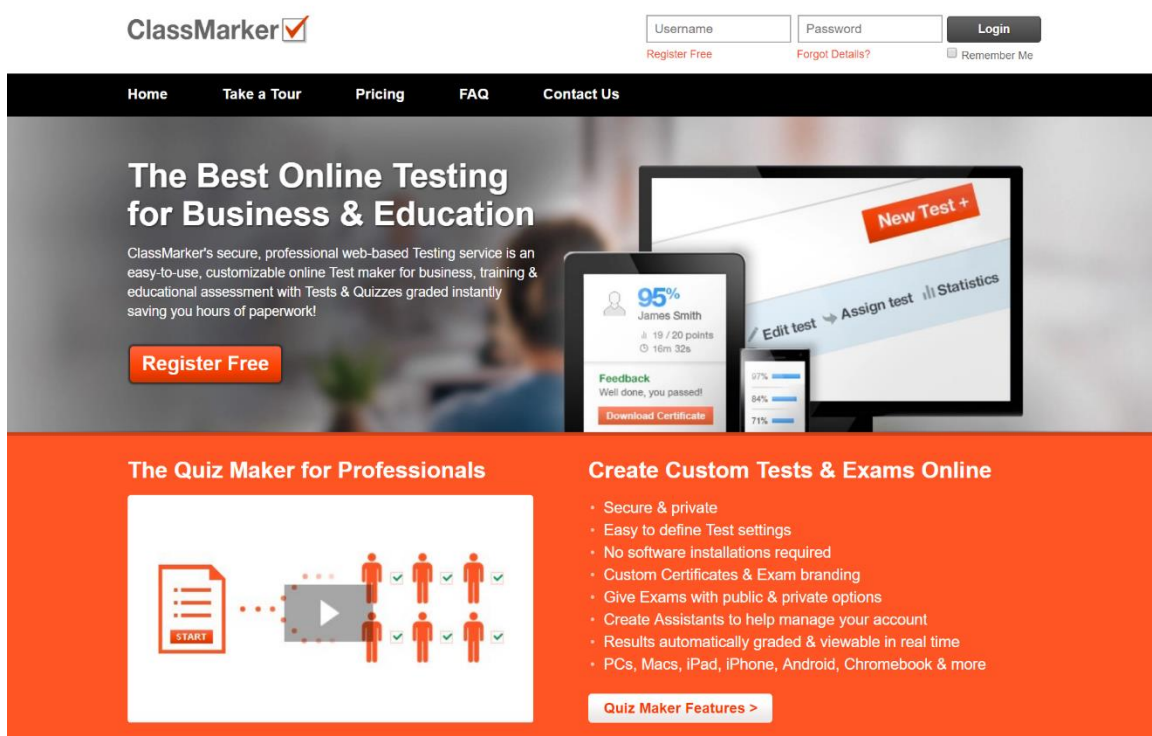 ClassMarker
Username
Password
Login
Register Free
Forgot Details?
Remember Me
Home
Take a Tour
Pricing
FAQ
Contact Us
The Best Online Testing
for Business & Education
ClassMarker's secure, professional web-based Testing service is an
easy-to-use, customizable online Test maker for business, training &
educational assessment with Tests & Quizzes graded instantly
saving you hours of paperwork!
Register Free
New Test +
Edit test
Assign test
Statistics
95%
James Smith
19 / 20 points
16m 32s
Feedback
Well done, you passed!
Download Certificate
97%
84%
71%
The Quiz Maker for Professionals
START
Create Custom Tests & Exams Online
Secure & private
Easy to define Test settings
No software installations required
Custom Certificates & Exam branding
Give Exams with public & private options
Create Assistants to help manage your account
Results automatically graded & viewable in real time
PCs, Macs, iPad, iPhone, Android, Chromebook & more
Quiz Maker Features >